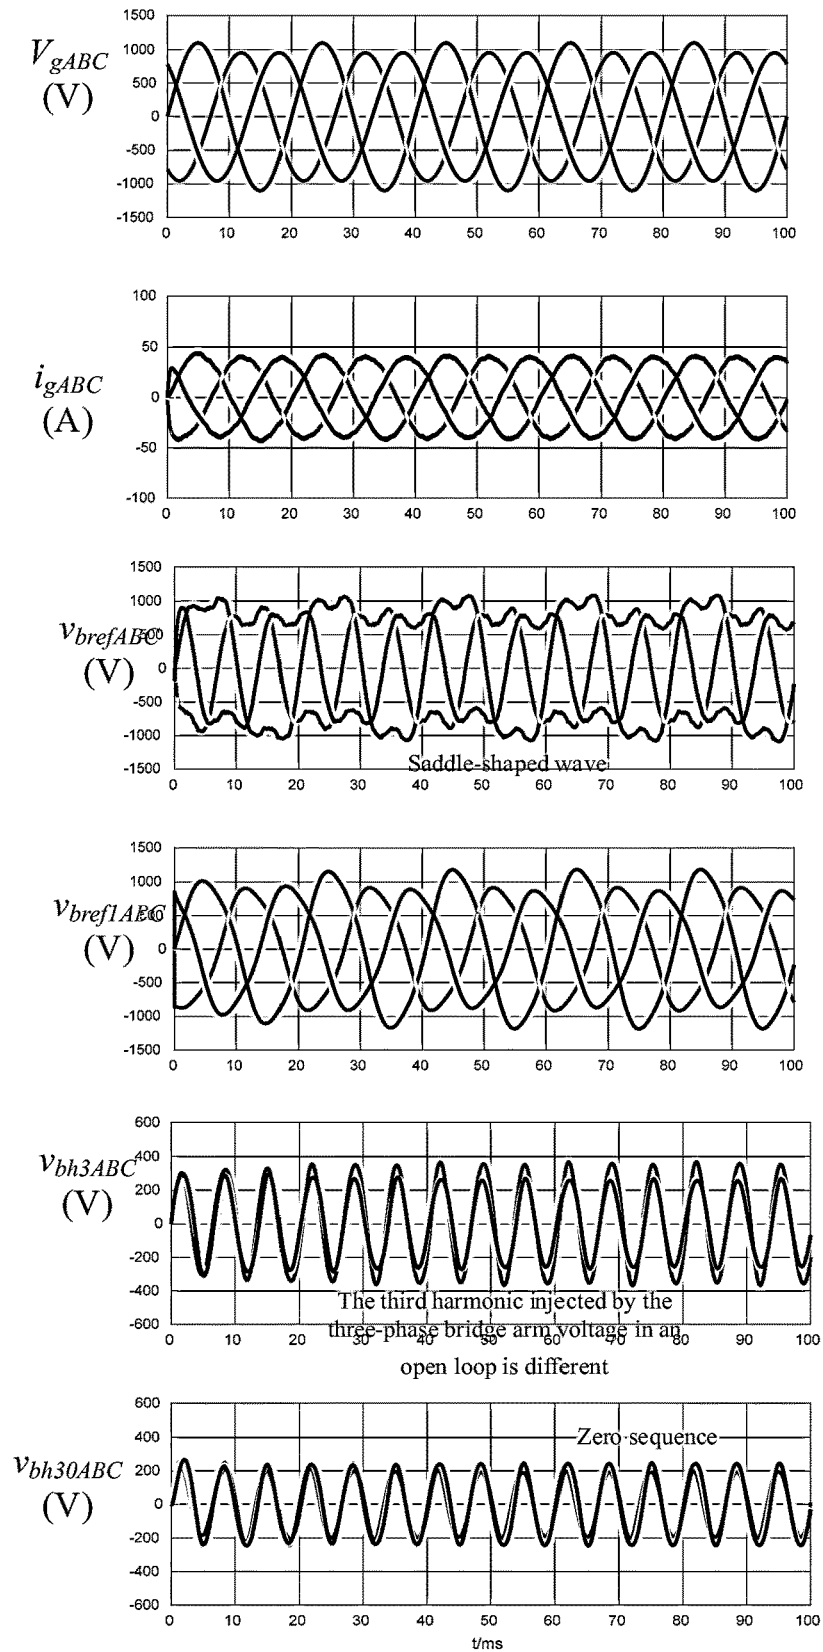 1500
V_gABC
1000
(V)
500
0
-500
-1000
-1500
0 10 20 30 40 50 60 70 80 90 100
100
50
i_gABC
0
(A)
-50
-100
0 10 20 30 40 50 60 70 80 90 100
1500
1000
v_brefABC
500
(V)
0
-500
-1000
-1500
Saddle-shaped wave
0 10 20 30 40 50 60 70 80 90 100
1500
1000
v_bref1ABC
500
(V)
0
-500
-1000
-1500
0 10 20 30 40 50 60 70 80 90 100
600
400
v_bh3ABC
200
(V)
0
-200
-400
-600
The third harmonic injected by the
three-phase bridge arm voltage in an
open loop is different
0 10 20 30 40 50 60 70 80 90 100
600
400
Zero sequence
v_bh30ABC
200
(V)
0
-200
-400
-600
0 10 20 30 40 50 60 70 80 90 100
t/ms